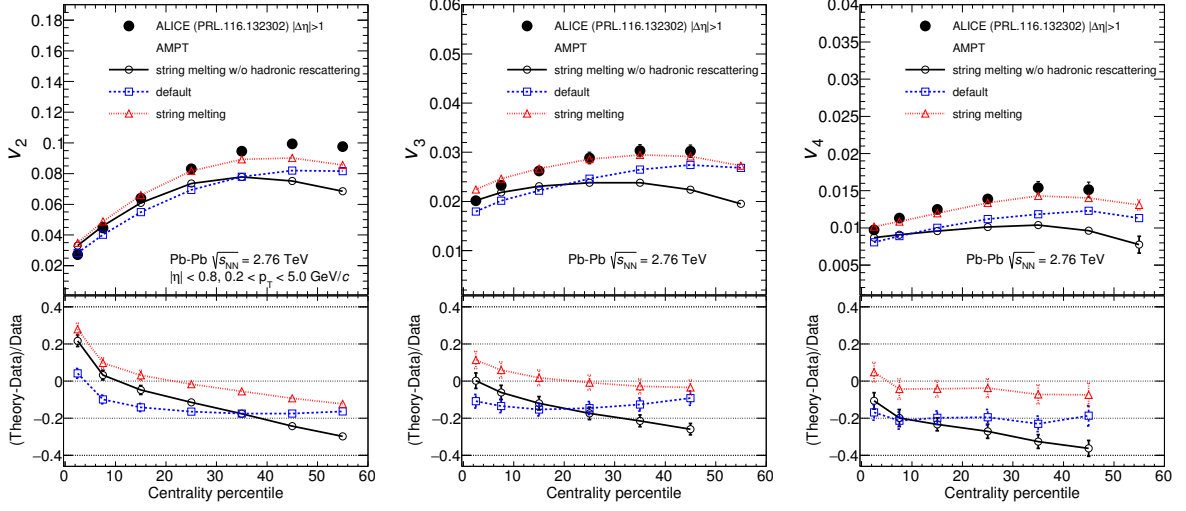 v2
0.18
0.16
0.14
0.12
0.1
0.08
0.06
0.04
0.02
ALICE (PRL.116.132302) |Δη|>1
AMPT
string melting w/o hadronic rescattering
default
string melting
Pb-Pb √sNN = 2.76 TeV
|η| < 0.8, 0.2 < pT < 5.0 GeV/c
(Theory-Data)/Data
0.4
0.2
0
−0.2
−0.4
0 10 20 30 40 50 60
Centrality percentile
v3
0.06
0.05
0.04
0.03
0.02
0.01
ALICE (PRL.116.132302) |Δη|>1
AMPT
string melting w/o hadronic rescattering
default
string melting
Pb-Pb √sNN = 2.76 TeV
(Theory-Data)/Data
0.4
0.2
0
−0.2
−0.4
0 10 20 30 40 50 60
Centrality percentile
v4
0.04
0.035
0.03
0.025
0.02
0.015
0.01
0.005
ALICE (PRL.116.132302) |Δη|>1
AMPT
string melting w/o hadronic rescattering
default
string melting
Pb-Pb √sNN = 2.76 TeV
(Theory-Data)/Data
0.4
0.2
0
−0.2
−0.4
0 10 20 30 40 50 60
Centrality percentile